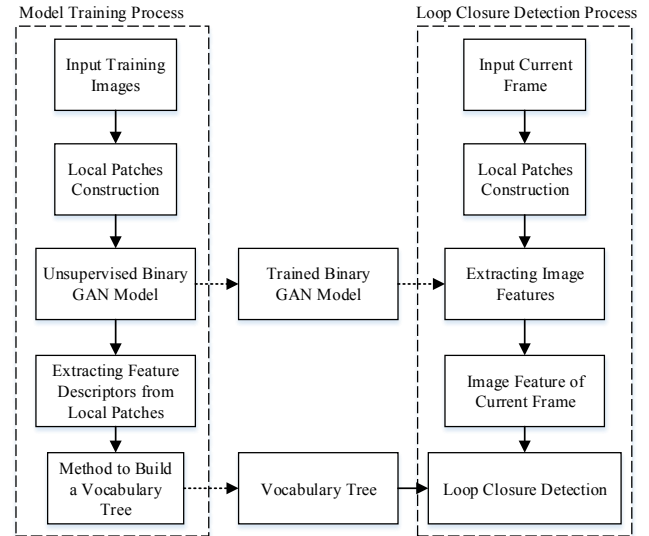 Model Training Process
Loop Closure Detection Process
Input Training
Images
Input Current
Frame
Local Patches
Construction
Local Patches
Construction
Unsupervised Binary
GAN Model
Trained Binary
GAN Model
Extracting Image
Features
Extracting Feature
Descriptors from
Local Patches
Image Feature of
Current Frame
Method to Build
a Vocabulary
Tree
Vocabulary Tree
Loop Closure Detection